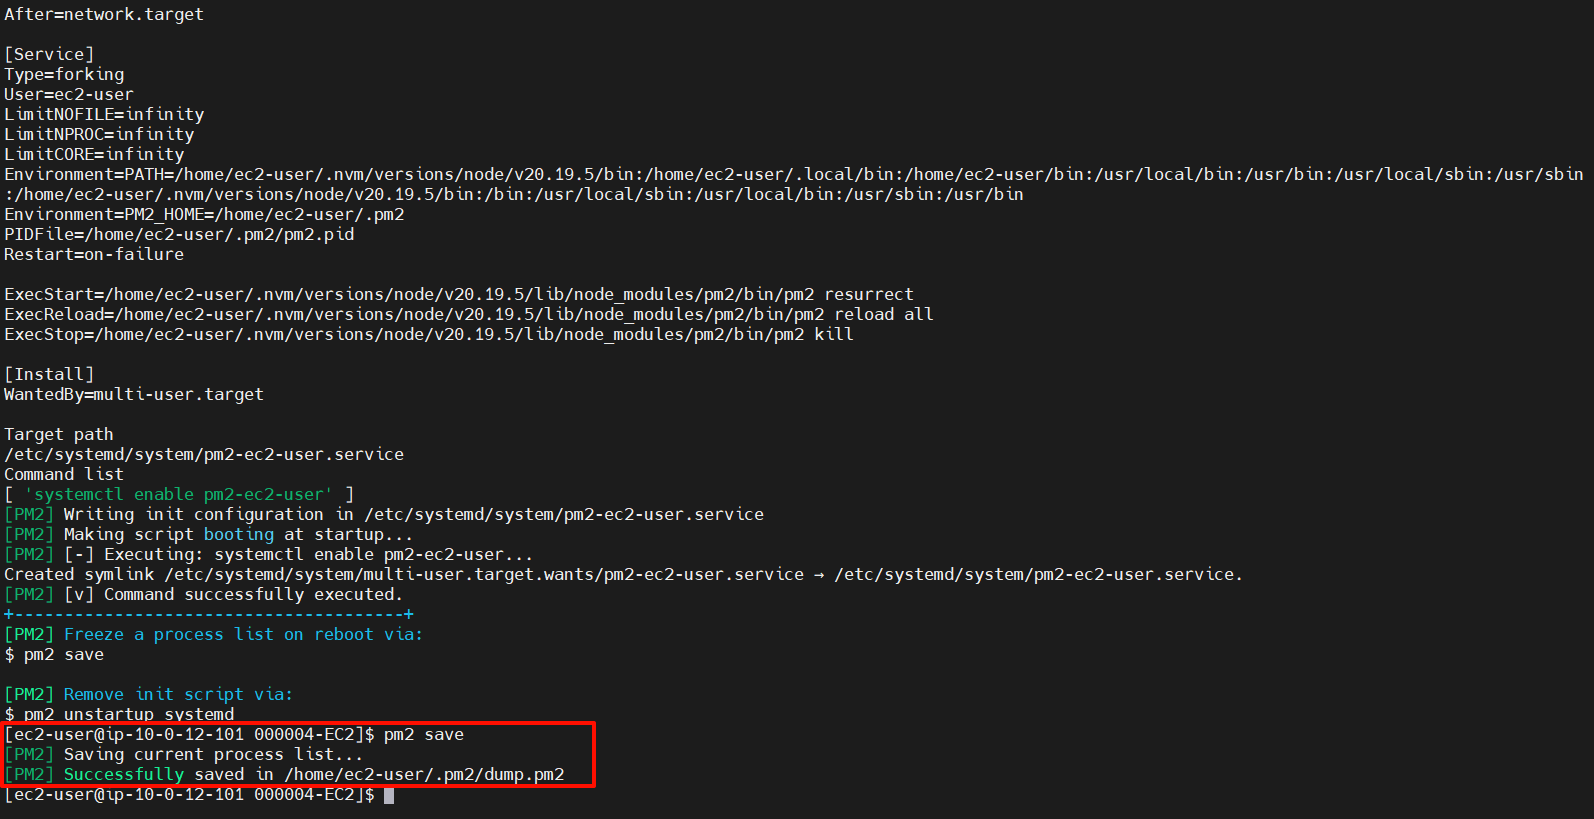 After=network.target
[Service]
Type=forking
User=ec2-user
LimitNOFILE=infinity
LimitNPROC=infinity
LimitCORE=infinity
Environment=PATH=/home/ec2-user/.nvm/versions/node/v20.19.5/bin:/home/ec2-user/.local/bin:/home/ec2-user/bin:/usr/local/bin:/usr/bin:/usr/local/sbin:/usr/sbin
:/home/ec2-user/.nvm/versions/node/v20.19.5/bin:/bin:/usr/local/sbin:/usr/local/bin:/usr/sbin:/usr/bin
Environment=PM2_HOME=/home/ec2-user/.pm2
PIDFile=/home/ec2-user/.pm2/pm2.pid
Restart=on-failure
ExecStart=/home/ec2-user/.nvm/versions/node/v20.19.5/lib/node_modules/pm2/bin/pm2 resurrect
ExecReload=/home/ec2-user/.nvm/versions/node/v20.19.5/lib/node_modules/pm2/bin/pm2 reload all
ExecStop=/home/ec2-user/.nvm/versions/node/v20.19.5/lib/node_modules/pm2/bin/pm2 kill
[Install]
WantedBy=multi-user.target
Target path
/etc/systemd/system/pm2-ec2-user.service
Command list
[ 'systemctl enable pm2-ec2-user' ]
[PM2] Writing init configuration in /etc/systemd/system/pm2-ec2-user.service
[PM2] Making script booting at startup...
[PM2] [-] Executing: systemctl enable pm2-ec2-user...
Created symlink /etc/systemd/system/multi-user.target.wants/pm2-ec2-user.service → /etc/systemd/system/pm2-ec2-user.service.
[PM2] [v] Command successfully executed.
+---------------------------------------+
[PM2] Freeze a process list on reboot via:
$ pm2 save
[PM2] Remove init script via:
$ pm2 unstartup systemd
[ec2-user@ip-10-0-12-101 000004-EC2]$ pm2 save
[PM2] Saving current process list...
[PM2] Successfully saved in /home/ec2-user/.pm2/dump.pm2
[ec2-user@ip-10-0-12-101 000004-EC2]$